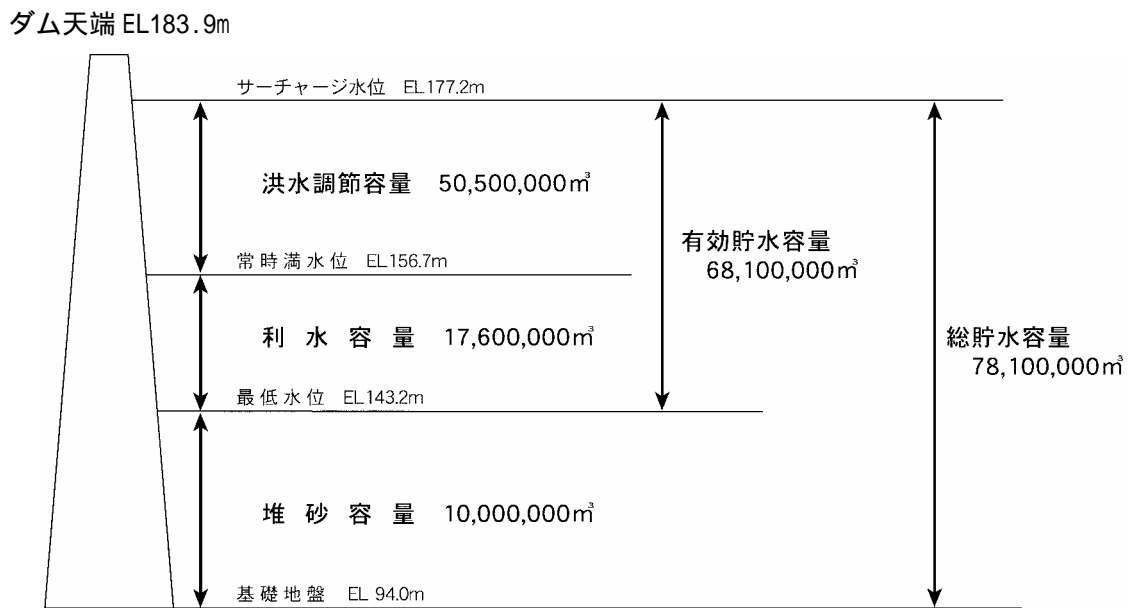 ダム天端 EL183.9m
サーチャージ水位 EL177.2m
洪水調節容量 50,500,000㎥
有効貯水容量
68,100,000㎥
常時満水位 EL156.7m
利水容量 17,600,000㎥
総貯水容量
78,100,000㎥
最低水位 EL143.2m
堆砂容量 10,000,000㎥
基礎地盤 EL 94.0m